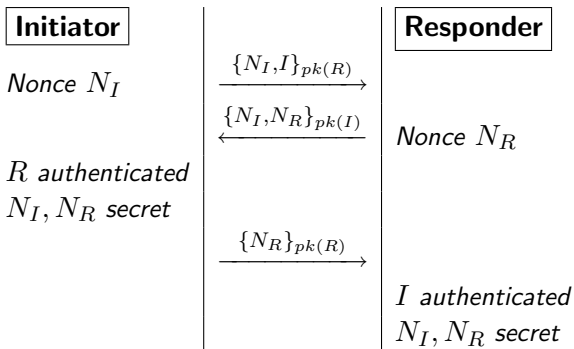 Initiator
Responder
Nonce N_I
{N_I,I}_{pk(R)}
{N_I,N_R}_{pk(I)}
Nonce N_R
R authenticated
N_I, N_R secret
{N_R}_{pk(R)}
I authenticated
N_I, N_R secret